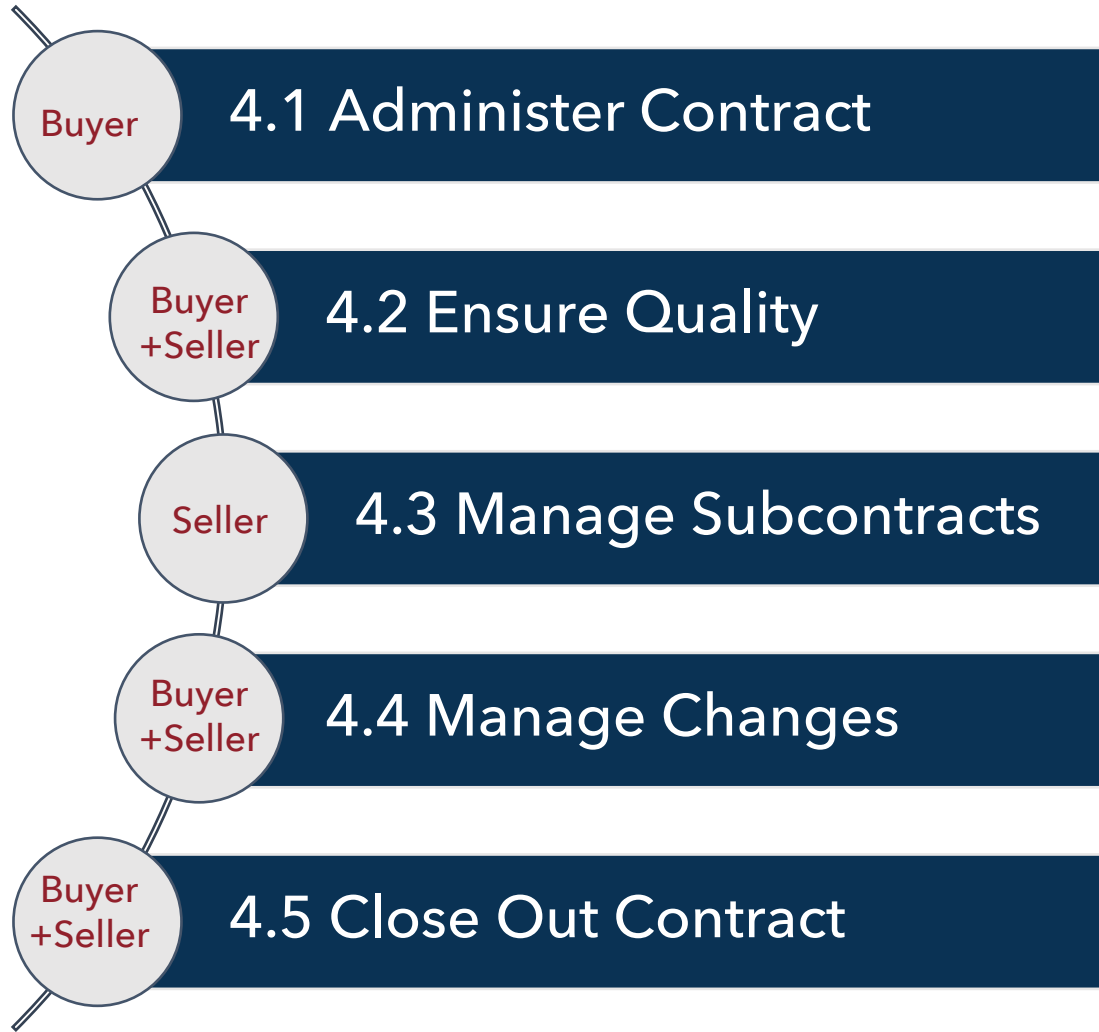 Buyer
4.1 Administer Contract
Buyer
+Seller
4.2 Ensure Quality
Seller
4.3 Manage Subcontracts
Buyer
+Seller
4.4 Manage Changes
Buyer
+Seller
4.5 Close Out Contract